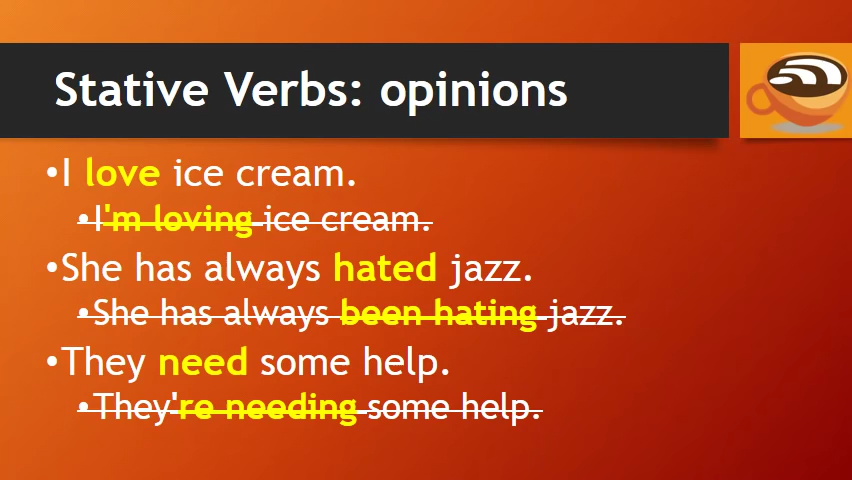 Stative Verbs: opinions
•I love ice cream.
•I'm loving ice cream.
•She has always hated jazz.
•She has always been hating jazz.
•They need some help.
•They're needing some help.